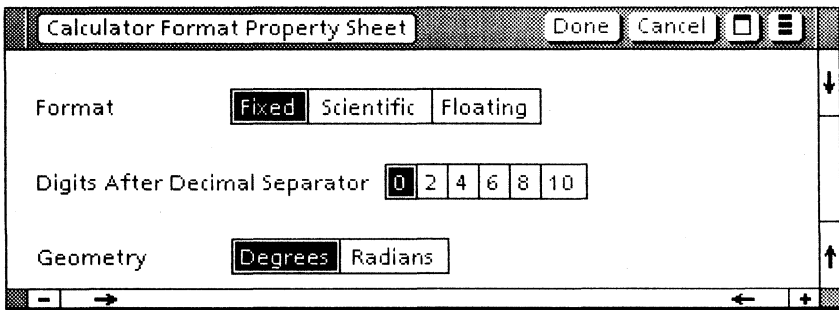 Calculator Format Property Sheet Done Cancel
Format Fixed Scientific Floating
Digits After Decimal Separator 0 2 4 6 8 10
Geometry Degrees Radians
- +